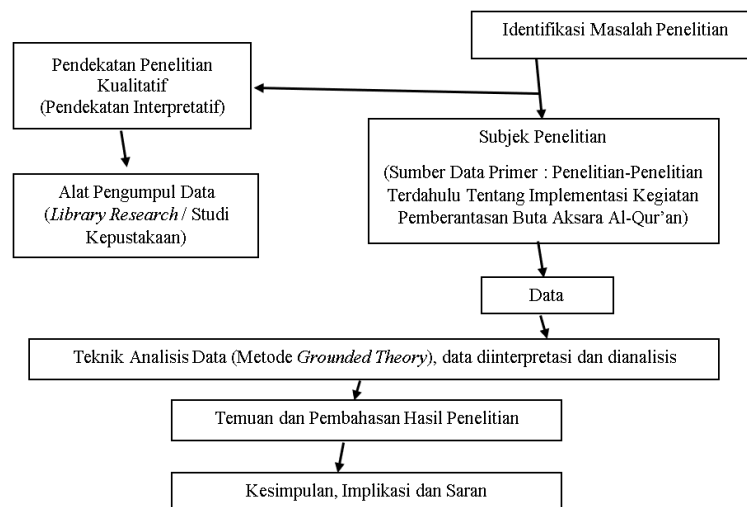 Identifikasi Masalah Penelitian
Pendekatan Penelitian
Kualitatif
(Pendekatan Interpretatif)
Subjek Penelitian
(Sumber Data Primer : Penelitian-Penelitian
Terdahulu Tentang Implementasi Kegiatan
Pemberantasan Buta Aksara Al-Qur’an)
Alat Pengumpul Data
(Library Research / Studi
Kepustakaan)
Data
Teknik Analisis Data (Metode Grounded Theory), data diinterpretasi dan dianalisis
Temuan dan Pembahasan Hasil Penelitian
Kesimpulan, Implikasi dan Saran